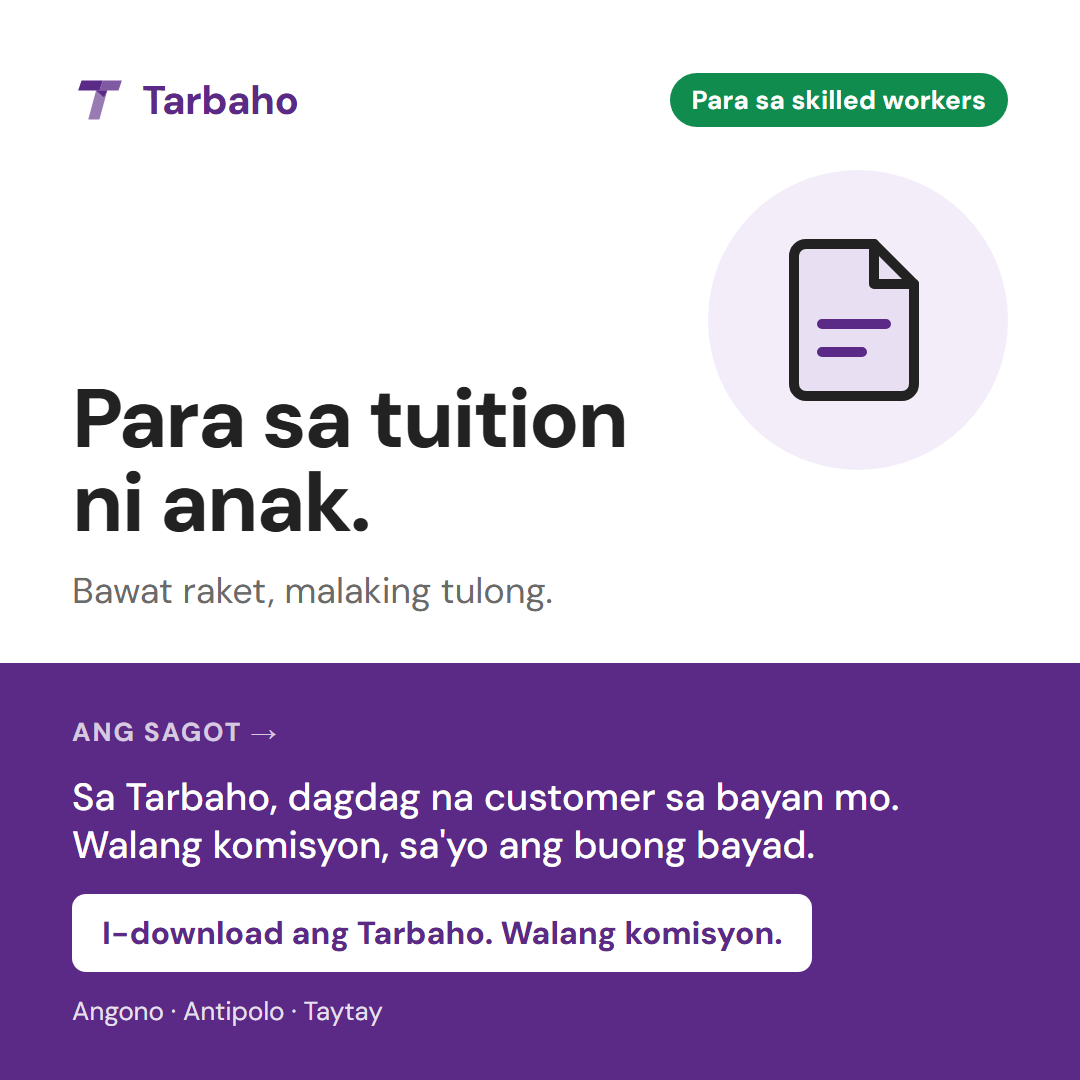 Tarbaho
Para sa skilled workers
Para sa tuition
ni anak.
Bawat raket, malaking tulong.
ANG SAGOT →
Sa Tarbaho, dagdag na customer sa bayan mo.
Walang komisyon, sa'yo ang buong bayad.
I-download ang Tarbaho. Walang komisyon.
Angono · Antipolo · Taytay